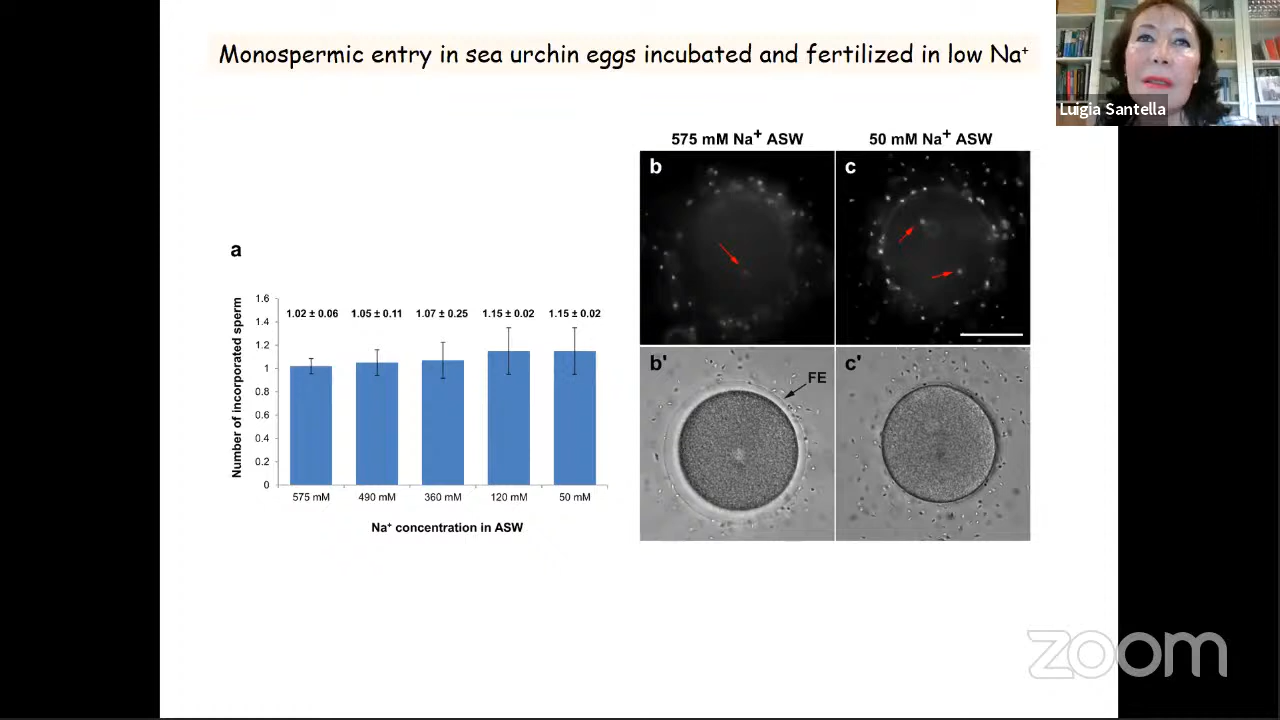 Monospermic entry in sea urchin eggs incubated and fertilized in low Na⁺
Luigia Santella
575 mM Na⁺ ASW
50 mM Na⁺ ASW
b
c
a
Number of incorporated sperm
1.6
1.4
1.2
1
0.8
0.6
0.4
0.2
0
1.02 ± 0.06
1.05 ± 0.11
1.07 ± 0.25
1.15 ± 0.02
1.15 ± 0.02
575 mM
490 mM
360 mM
120 mM
50 mM
Na⁺ concentration in ASW
b'
FE
c'
zoom